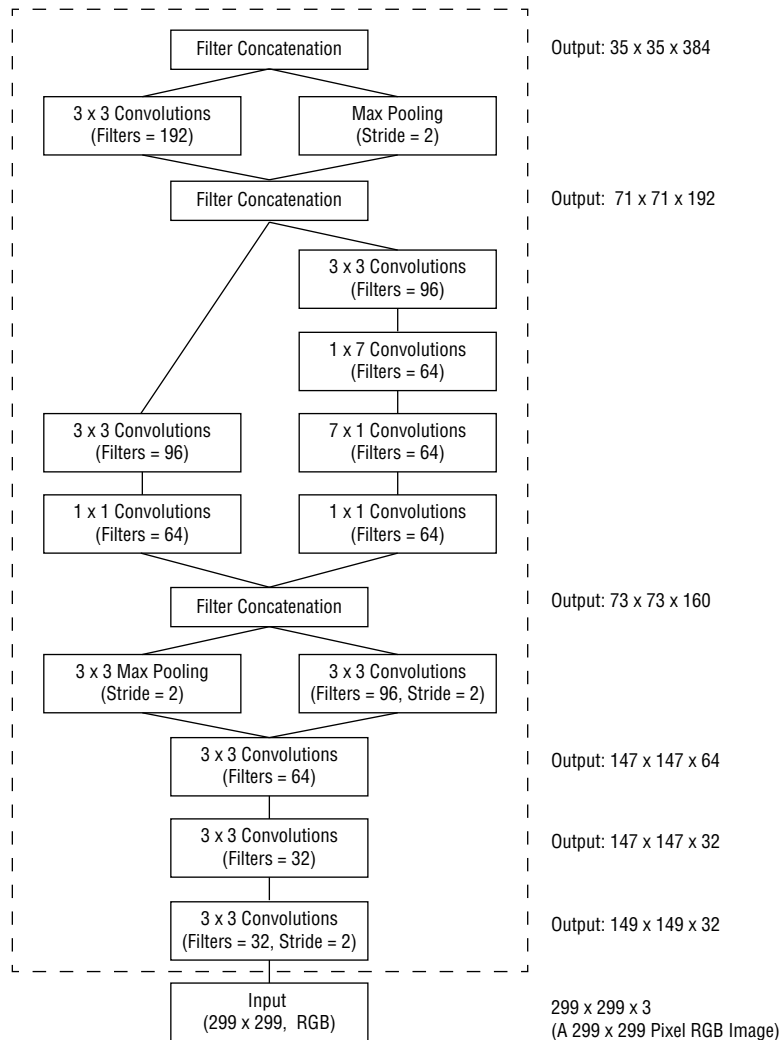 Filter Concatenation
Output: 35 x 35 x 384
3 x 3 Convolutions
(Filters = 192)
Max Pooling
(Stride = 2)
Filter Concatenation
Output: 71 x 71 x 192
3 x 3 Convolutions
(Filters = 96)
1 x 7 Convolutions
(Filters = 64)
3 x 3 Convolutions
(Filters = 96)
7 x 1 Convolutions
(Filters = 64)
1 x 1 Convolutions
(Filters = 64)
1 x 1 Convolutions
(Filters = 64)
Filter Concatenation
Output: 73 x 73 x 160
3 x 3 Max Pooling
(Stride = 2)
3 x 3 Convolutions
(Filters = 96, Stride = 2)
3 x 3 Convolutions
(Filters = 64)
Output: 147 x 147 x 64
3 x 3 Convolutions
(Filters = 32)
Output: 147 x 147 x 32
3 x 3 Convolutions
(Filters = 32, Stride = 2)
Output: 149 x 149 x 32
Input
(299 x 299, RGB)
299 x 299 x 3
(A 299 x 299 Pixel RGB Image)